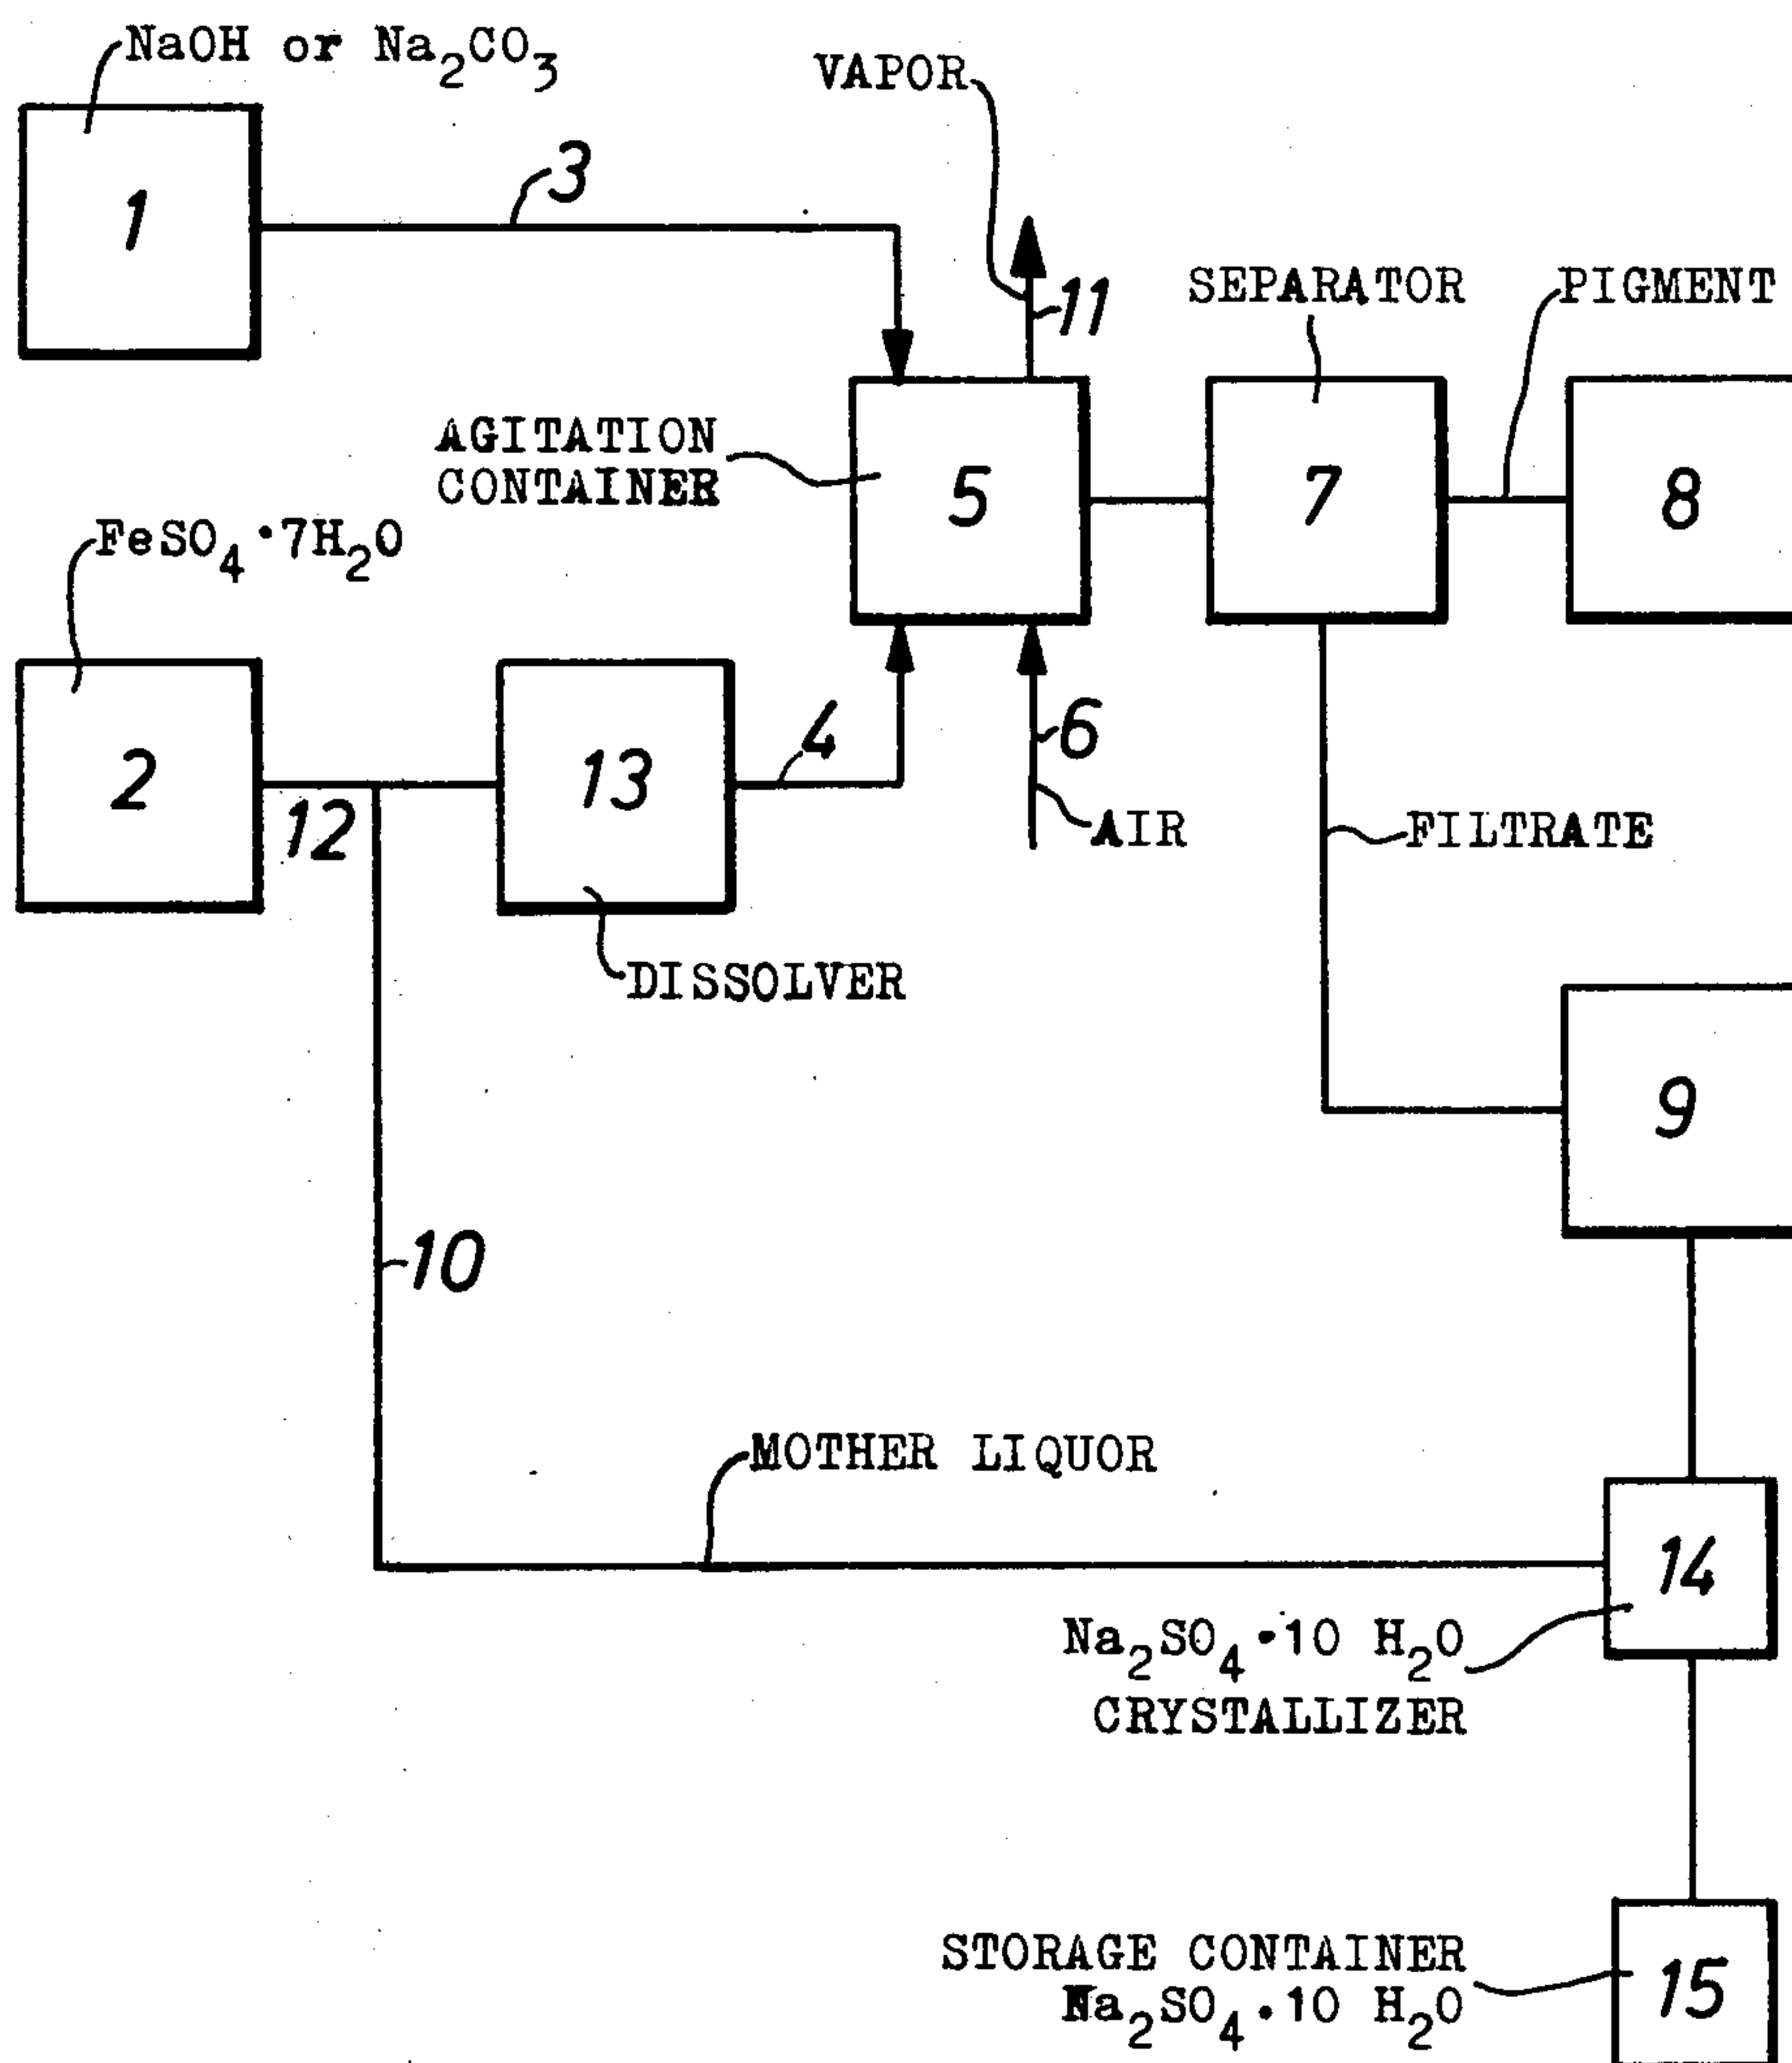 NaOH or Na₂CO₃
VAPOR
1
3
11
SEPARATOR
PIGMENT
AGITATION
CONTAINER
5
7
8
FeSO₄·7H₂O
2
12
13
4
6
AIR
FILTRATE
DISSOLVER
9
10
MOTHER LIQUOR
14
Na₂SO₄·10 H₂O
CRYSTALLIZER
STORAGE CONTAINER
Na₂SO₄·10 H₂O
15